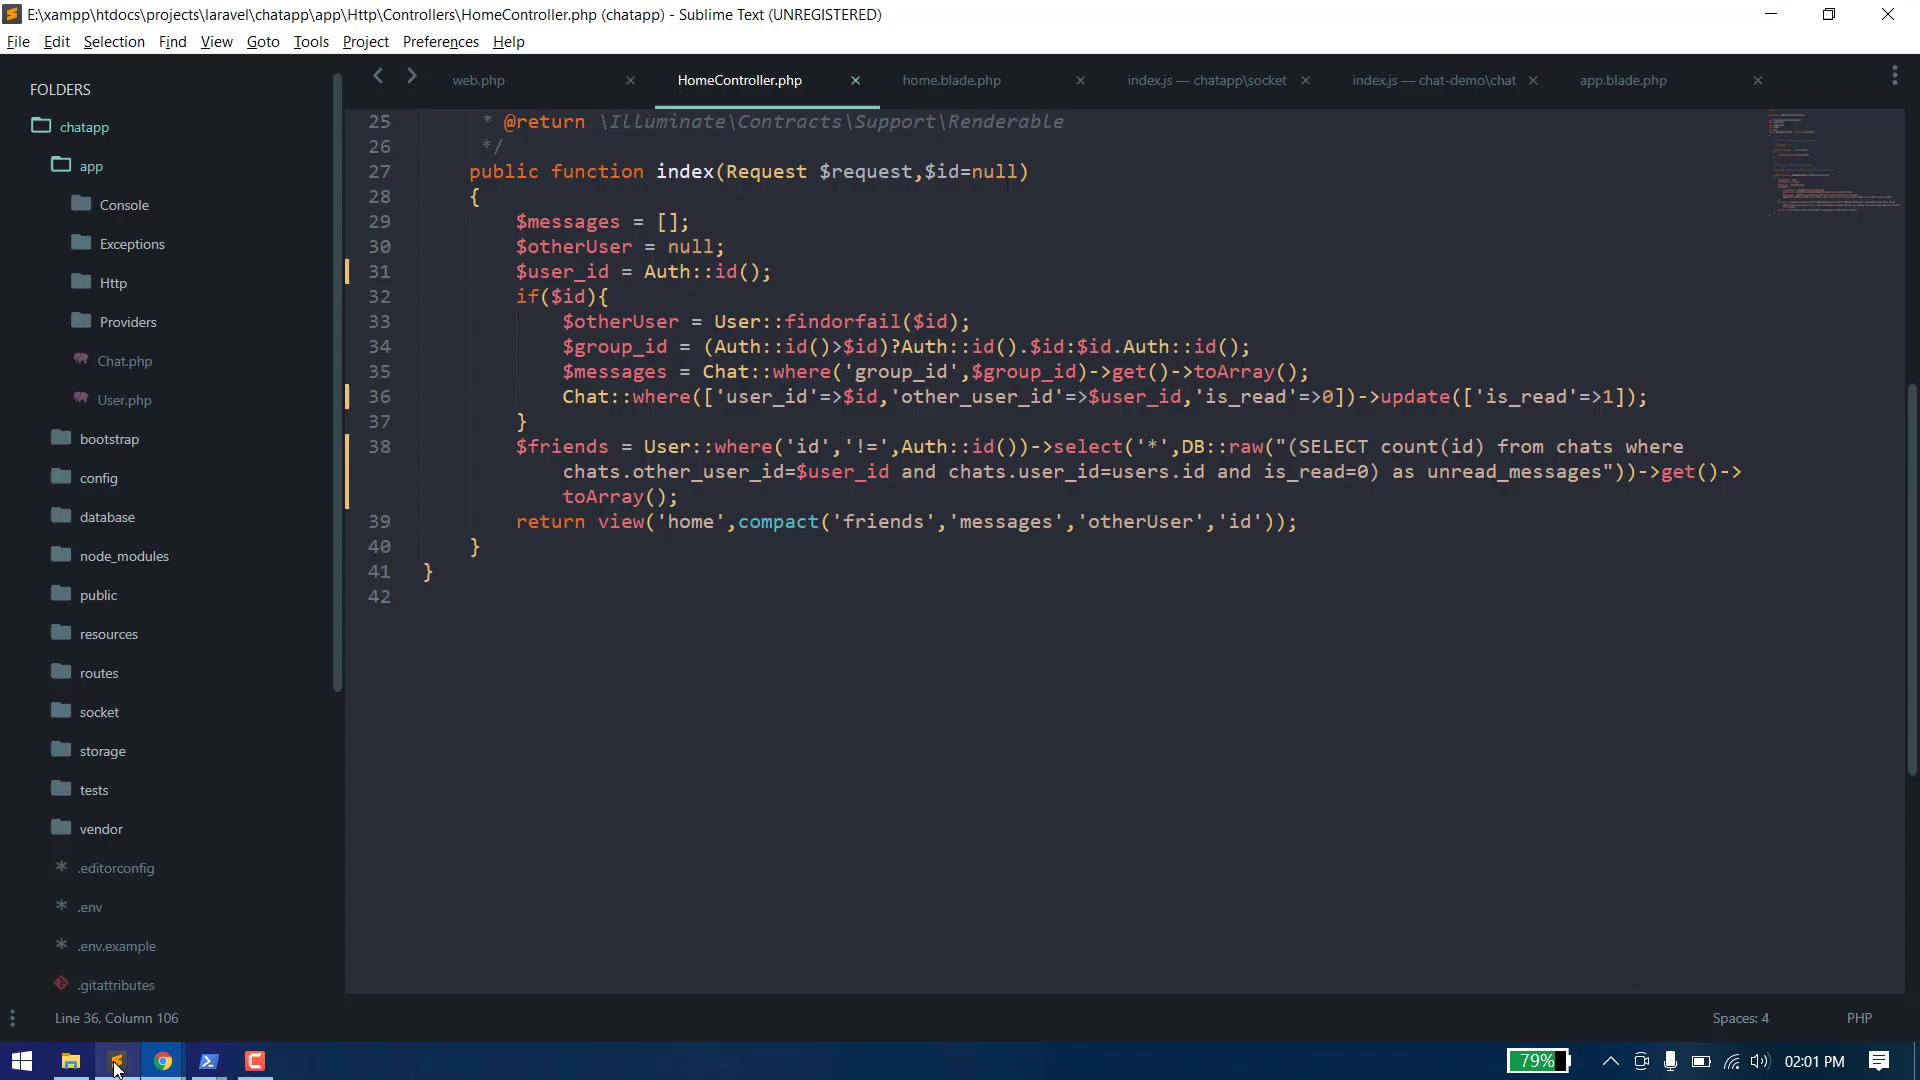 E:\xampp\htdocs\projects\laravel\chatapp\app\Http\Controllers\HomeController.php (chatapp) - Sublime Text (UNREGISTERED)
File Edit Selection Find View Goto Tools Project Preferences Help
FOLDERS
chatapp
app
Console
Exceptions
Http
Providers
Chat.php
User.php
bootstrap
config
database
node_modules
public
resources
routes
socket
storage
tests
vendor
.editorconfig
.env
.env.example
.gitattributes
web.php HomeController.php home.blade.php index.js — chatapp\socket index.js — chat-demo\chat app.blade.php
25 * @return \Illuminate\Contracts\Support\Renderable
26 */
27 public function index(Request $request,$id=null)
28 {
29 $messages = [];
30 $otherUser = null;
31 $user_id = Auth::id();
32 if($id){
33 $otherUser = User::findorfail($id);
34 $group_id = (Auth::id()>$id)?Auth::id().$id:$id.Auth::id();
35 $messages = Chat::where('group_id',$group_id)->get()->toArray();
36 Chat::where(['user_id'=>$id,'other_user_id'=>$user_id,'is_read'=>0])->update(['is_read'=>1]);
37 }
38 $friends = User::where('id','!=',Auth::id())->select('*',DB::raw("(SELECT count(id) from chats where
chats.other_user_id=$user_id and chats.user_id=users.id and is_read=0) as unread_messages"))->get()->
toArray();
39 return view('home',compact('friends','messages','otherUser','id'));
40 }
41 }
42
Line 36, Column 106
Spaces: 4
PHP
79%
02:01 PM